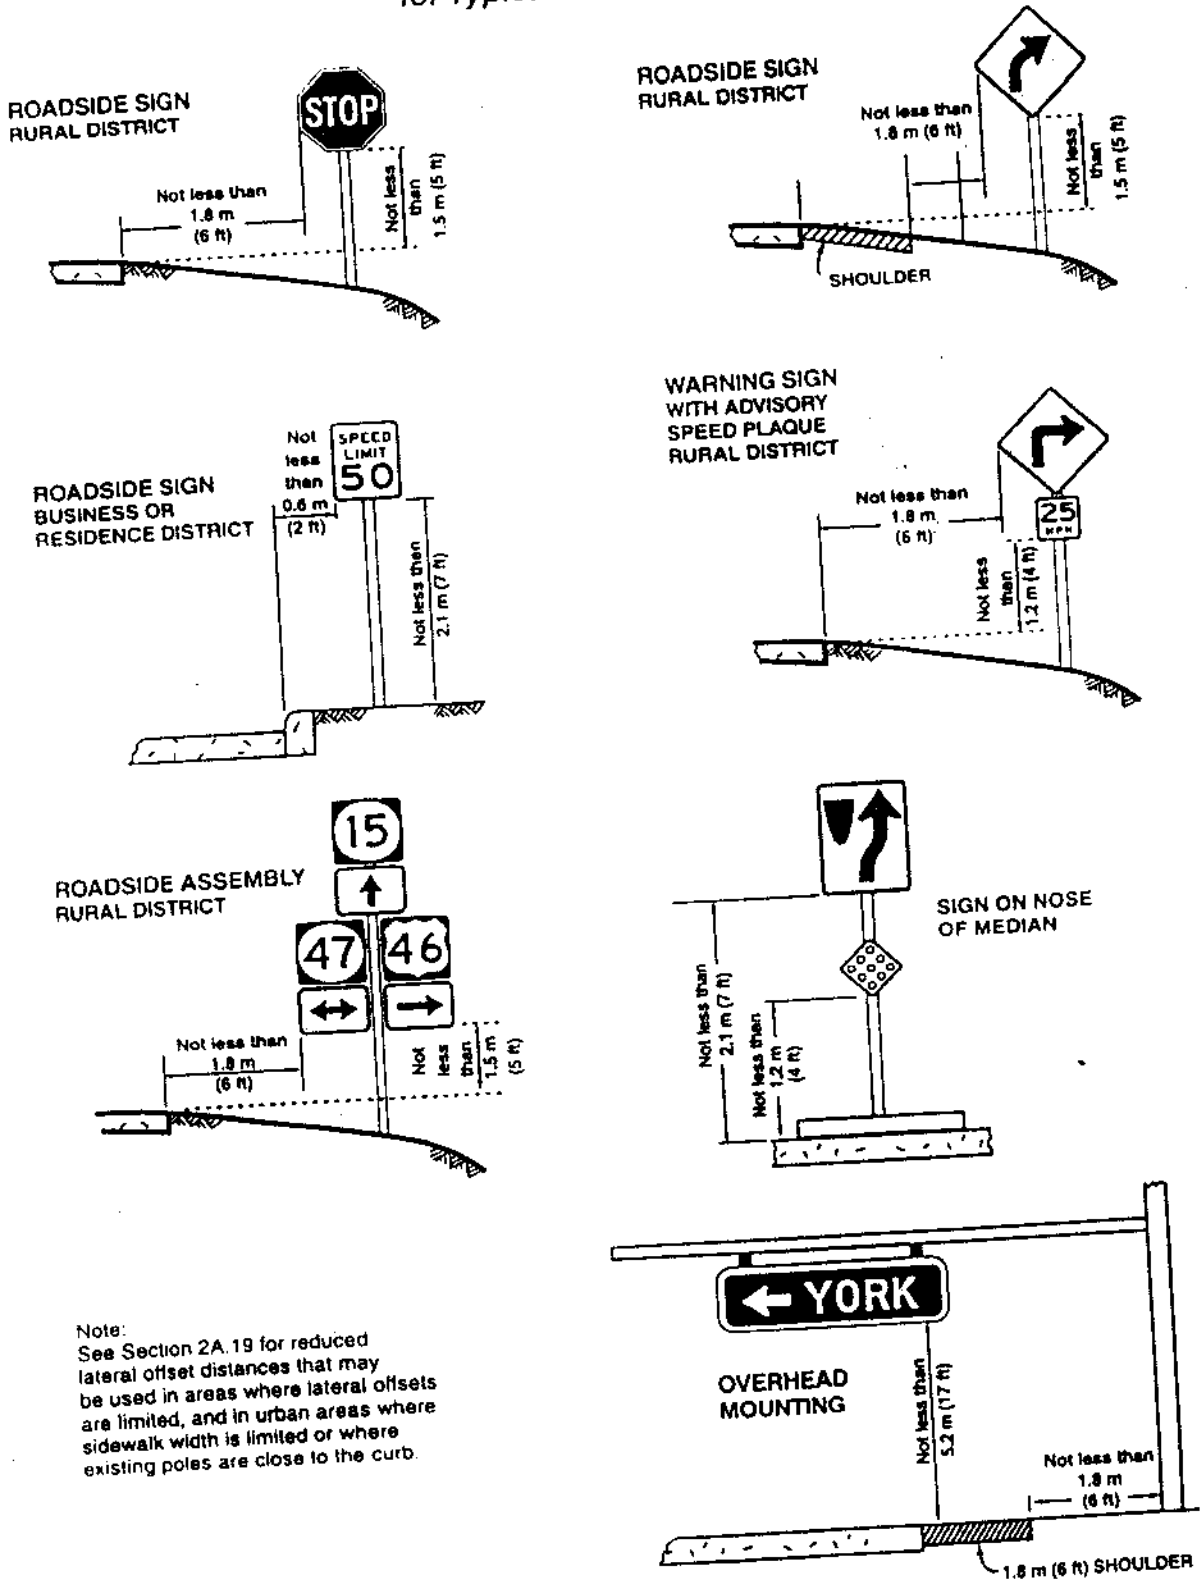 ROADSIDE SIGN
RURAL DISTRICT
STOP
Not less than
1.8 m
(6 ft)
Not less
than
1.5 m (5 ft)
ROADSIDE SIGN
RURAL DISTRICT
Not less than
1.8 m (6 ft)
Not less
than
1.5 m (5 ft)
SHOULDER
ROADSIDE SIGN
BUSINESS OR
RESIDENCE DISTRICT
Not
less
than
0.6 m
(2 ft)
SPEED
LIMIT
50
Not less than
2.1 m (7 ft)
WARNING SIGN
WITH ADVISORY
SPEED PLAQUE
RURAL DISTRICT
Not less than
1.8 m
(6 ft)
25
MPH
Not less
than
1.2 m (4 ft)
ROADSIDE ASSEMBLY
RURAL DISTRICT
15
47
46
Not less than
1.8 m
(6 ft)
Not
less
than
1.5 m
(5 ft)
SIGN ON NOSE
OF MEDIAN
Not less than
2.1 m (7 ft)
Not less than
1.2 m
(4 ft)
Note:
See Section 2A.19 for reduced
lateral offset distances that may
be used in areas where lateral offsets
are limited, and in urban areas where
sidewalk width is limited or where
existing poles are close to the curb.
YORK
OVERHEAD
MOUNTING
Not less than
5.2 m (17 ft)
Not less than
1.8 m
(6 ft)
1.8 m (6 ft) SHOULDER